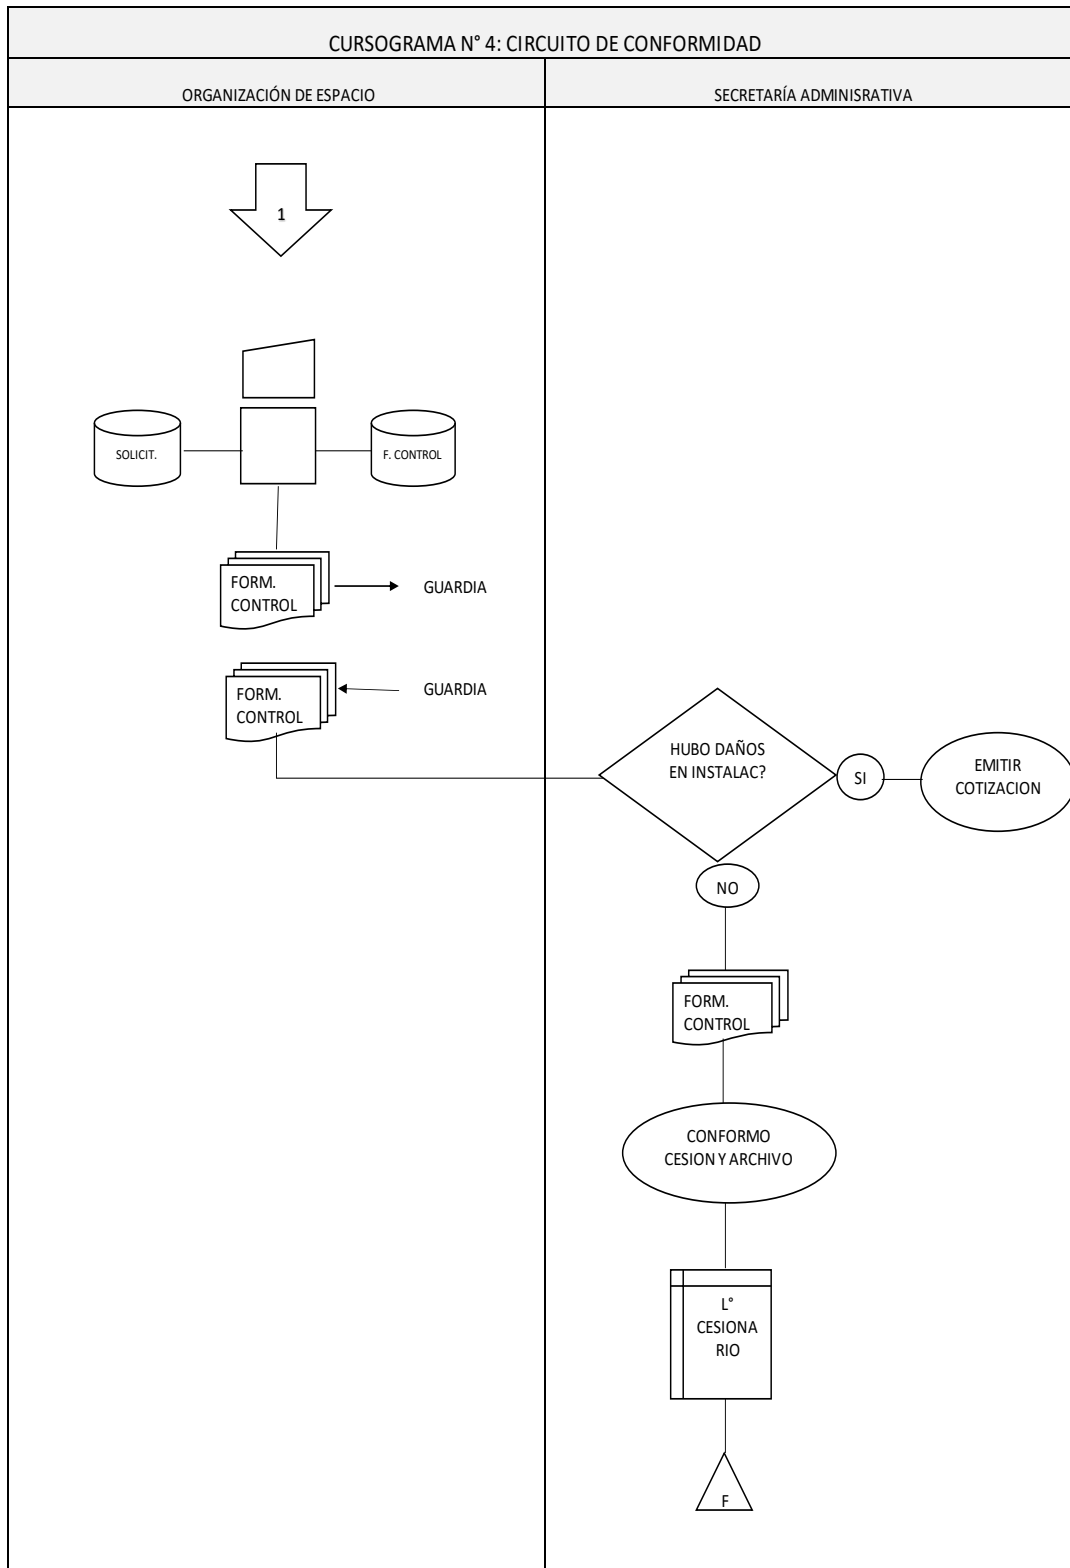 CURSOGRAMA N° 4: CIRCUITO DE CONFORMIDAD
ORGANIZACIÓN DE ESPACIO
SECRETARÍA ADMINISRATIVA
1
SOLICIT.
F. CONTROL
FORM.
CONTROL
GUARDIA
FORM.
CONTROL
GUARDIA
HUBO DAÑOS
EN INSTALAC?
SI
EMITIR
COTIZACION
NO
FORM.
CONTROL
CONFORMO
CESION Y ARCHIVO
L°
CESIONA
RIO
F